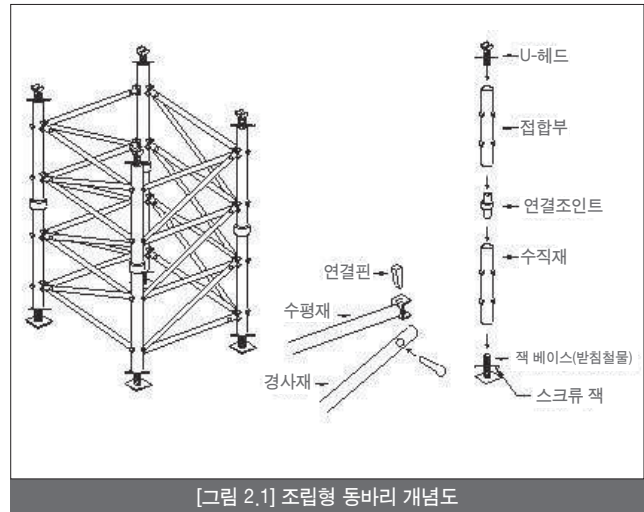 U-헤드
접합부
연결조인트
연결핀
수직재
수평재
잭 베이스(받침철물)
경사재
스크류 잭
[그림 2.1] 조립형 동바리 개념도